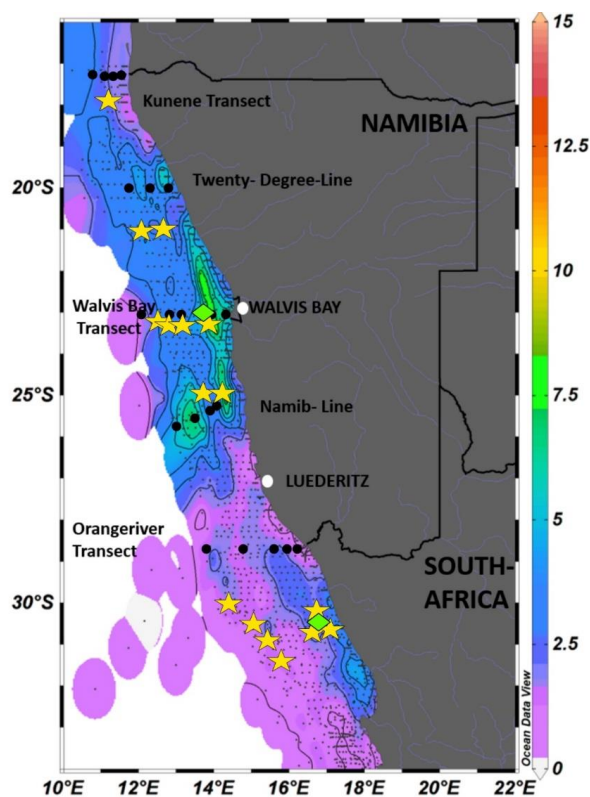 15
Kunene Transect
NAMIBIA
12.5
20°S
Twenty- Degree-Line
10
Walvis Bay
Transect
WALVIS BAY
7.5
25°S
Namib- Line
LUEDERITZ
5
Orangeriver
Transect
SOUTH-
AFRICA
30°S
2.5
Ocean Data View
0
10°E 12°E 14°E 16°E 18°E 20°E 22°E